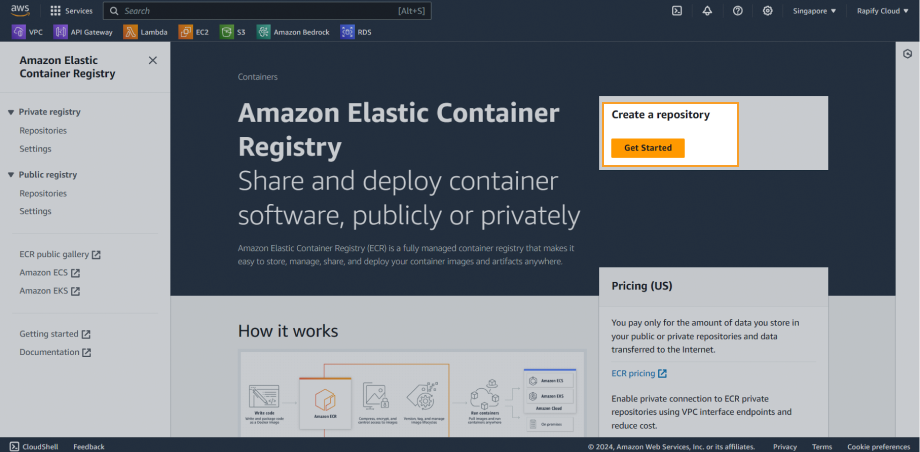 aws
Services
Search
[Alt+S]
Singapore
Rapify Cloud
VPC
API Gateway
Lambda
EC2
S3
Amazon Bedrock
RDS
Amazon Elastic
Container Registry
Private registry
Repositories
Settings
Public registry
Repositories
Settings
ECR public gallery
Amazon ECS
Amazon EKS
Getting started
Documentation
Containers
Amazon Elastic Container
Registry
Share and deploy container
software, publicly or privately
Amazon Elastic Container Registry (ECR) is a fully managed container registry that makes it
easy to store, manage, share, and deploy your container images and artifacts anywhere.
Create a repository
Get Started
How it works
Write code
Write and package code
as a Docker image
Amazon ECR
Compress, encrypt, and
control access to images
Version, tag, and manage
image lifecycles
Run containers
Pull images and run
containers anywhere
Amazon ECS
Amazon EKS
Amazon Cloud
On-premises
Pricing (US)
You pay only for the amount of data you store in
your public or private repositories and data
transferred to the Internet.
ECR pricing
Enable private connection to ECR private
repositories using VPC interface endpoints and
reduce cost.
CloudShell
Feedback
© 2024, Amazon Web Services, Inc. or its affiliates.
Privacy
Terms
Cookie preferences